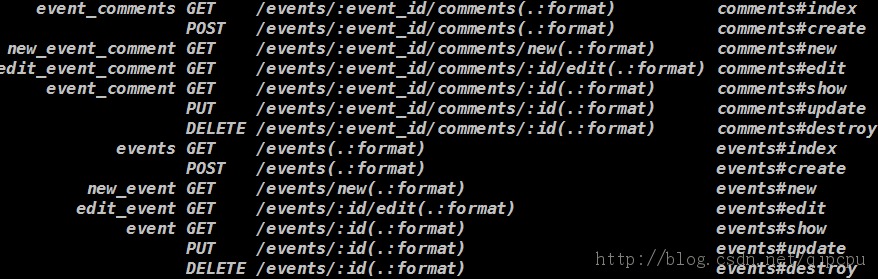 event_comments GET /events/:event_id/comments(.:format) comments#index
POST /events/:event_id/comments(.:format) comments#create
new_event_comment GET /events/:event_id/comments/new(.:format) comments#new
edit_event_comment GET /events/:event_id/comments/:id/edit(.:format) comments#edit
event_comment GET /events/:event_id/comments/:id(.:format) comments#show
PUT /events/:event_id/comments/:id(.:format) comments#update
DELETE /events/:event_id/comments/:id(.:format) comments#destroy
events GET /events(.:format) events#index
POST /events(.:format) events#create
new_event GET /events/new(.:format) events#new
edit_event GET /events/:id/edit(.:format) events#edit
event GET /events/:id(.:format) events#show
PUT /events/:id(.:format) events#update
http://blog.csdn.net/qipcpu
DELETE /events/:id(.:format) events#destroy